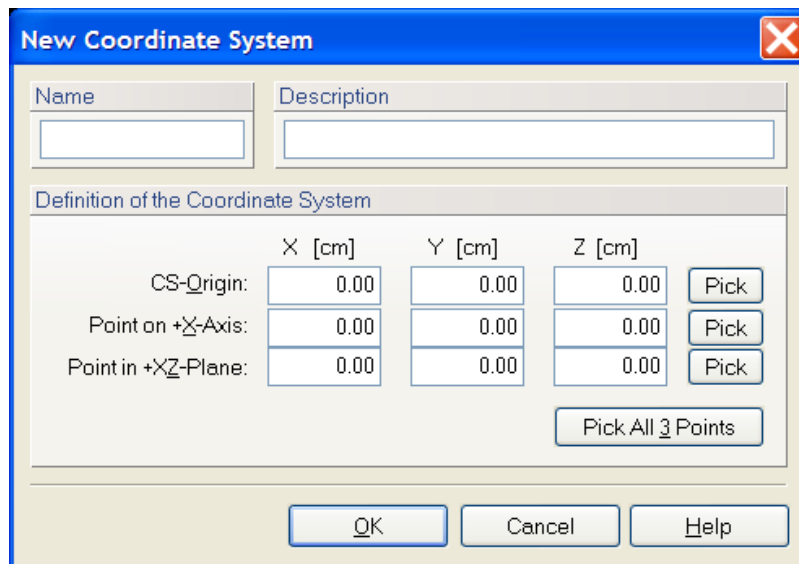 New Coordinate System
Name Description
Definition of the Coordinate System
X [cm] Y [cm] Z [cm]
CS-Origin: 0.00 0.00 0.00 Pick
Point on +X-Axis: 0.00 0.00 0.00 Pick
Point in +XZ-Plane: 0.00 0.00 0.00 Pick
Pick All 3 Points
OK Cancel Help